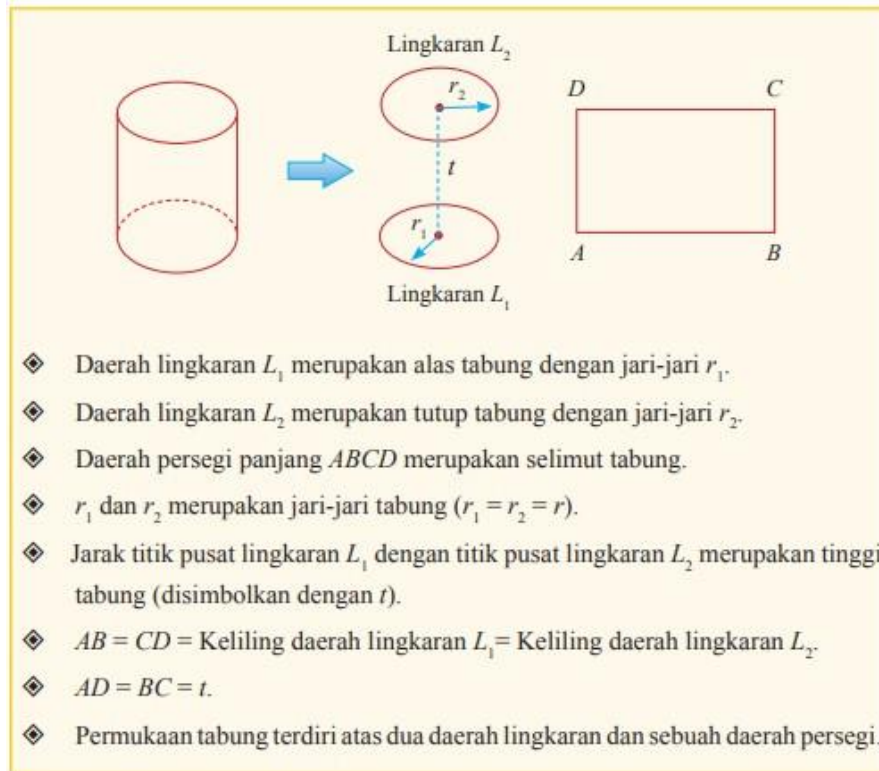 Lingkaran L₂
r₂
D C
t
r₁
A B
Lingkaran L₁
◈ Daerah lingkaran L₁ merupakan alas tabung dengan jari-jari r₁.
◈ Daerah lingkaran L₂ merupakan tutup tabung dengan jari-jari r₂.
◈ Daerah persegi panjang ABCD merupakan selimut tabung.
◈ r₁ dan r₂ merupakan jari-jari tabung (r₁ = r₂ = r).
◈ Jarak titik pusat lingkaran L₁ dengan titik pusat lingkaran L₂ merupakan tinggi
tabung (disimbolkan dengan t).
◈ AB = CD = Keliling daerah lingkaran L₁= Keliling daerah lingkaran L₂.
◈ AD = BC = t.
◈ Permukaan tabung terdiri atas dua daerah lingkaran dan sebuah daerah persegi.